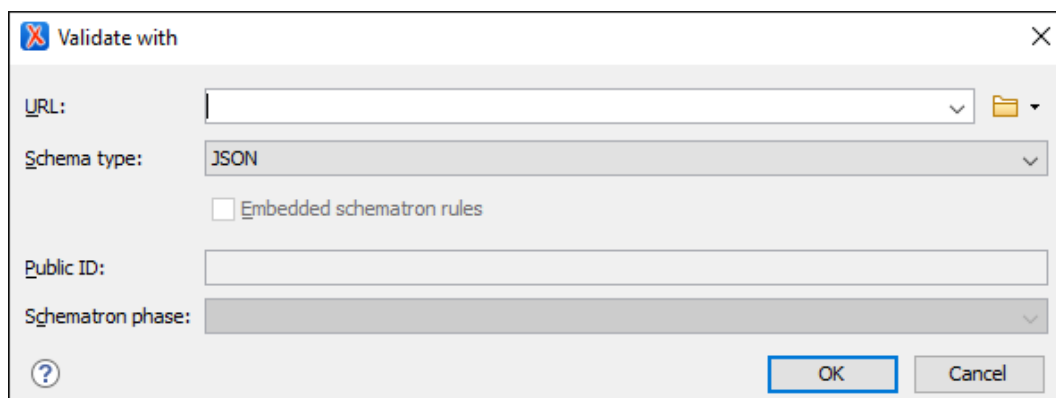 Validate with
URL:
Schema type: JSON
Embedded schematron rules
Public ID:
Schematron phase:
? OK Cancel